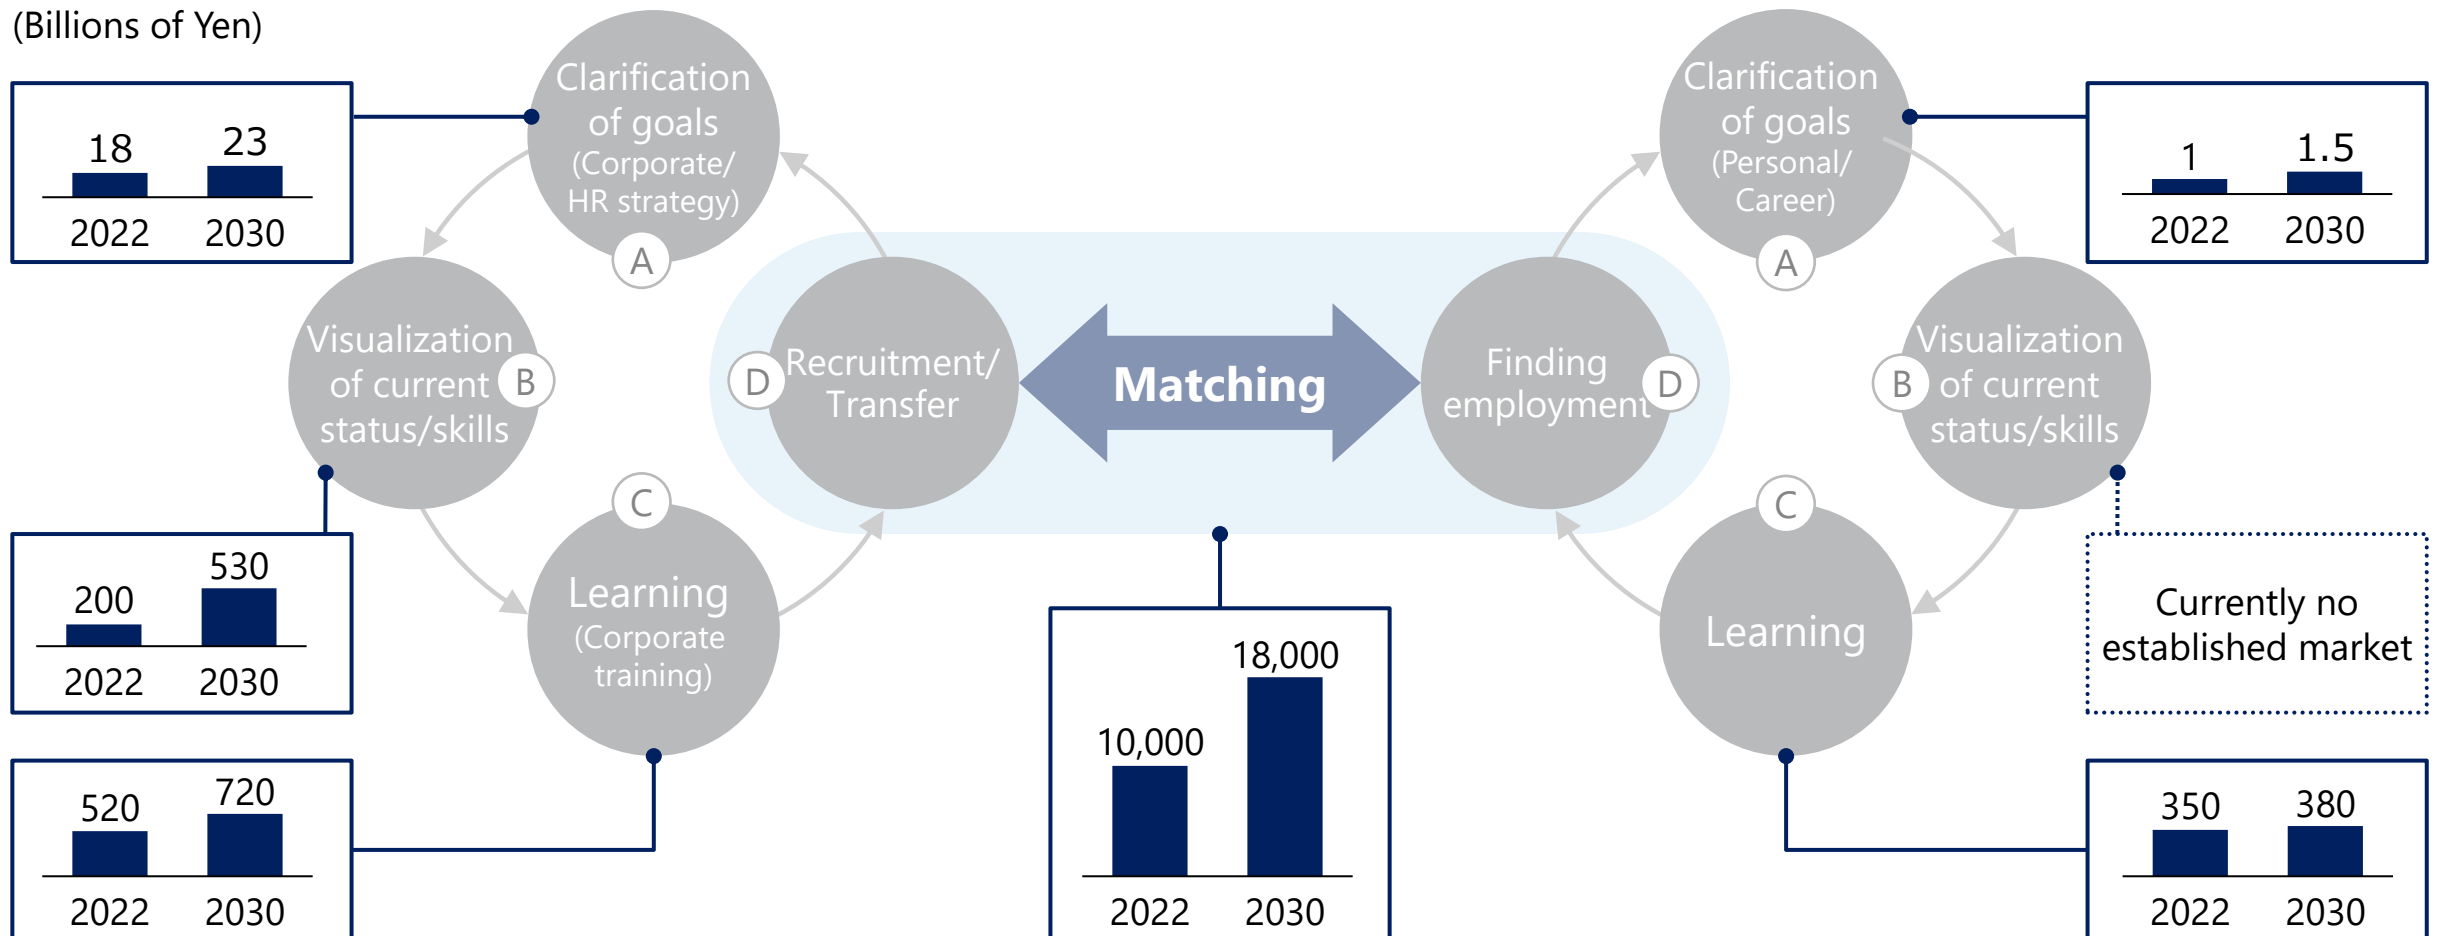 (Billions of Yen)
18
23
2022
2030
Clarification
of goals
(Corporate/
HR strategy)
A
Visualization
of current
status/skills
B
200
530
2022
2030
C
Learning
(Corporate
training)
520
720
2022
2030
D
Recruitment/
Transfer
Matching
Finding
employment
D
10,000
18,000
2022
2030
Clarification
of goals
(Personal/
Career)
A
1
1.5
2022
2030
B
Visualization
of current
status/skills
Currently no
established market
C
Learning
350
380
2022
2030